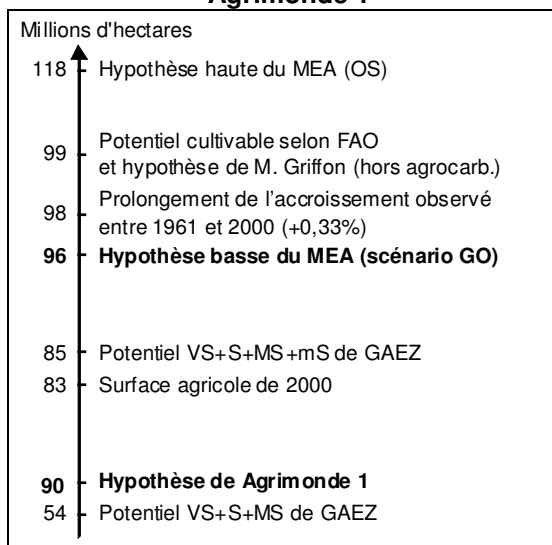 Agrimonde 1
Millions d'hectares
118 Hypothèse haute du MEA (OS)
Potentiel cultivable selon FAO
99 et hypothèse de M. Griffon (hors agrocarb.)
Prolongement de l'accroissement observé
98 entre 1961 et 2000 (+0,33%)
96 Hypothèse basse du MEA (scénario GO)
85 Potentiel VS+S+MS+mS de GAEZ
83 Surface agricole de 2000
90 Hypothèse de Agrimonde 1
54 Potentiel VS+S+MS de GAEZ